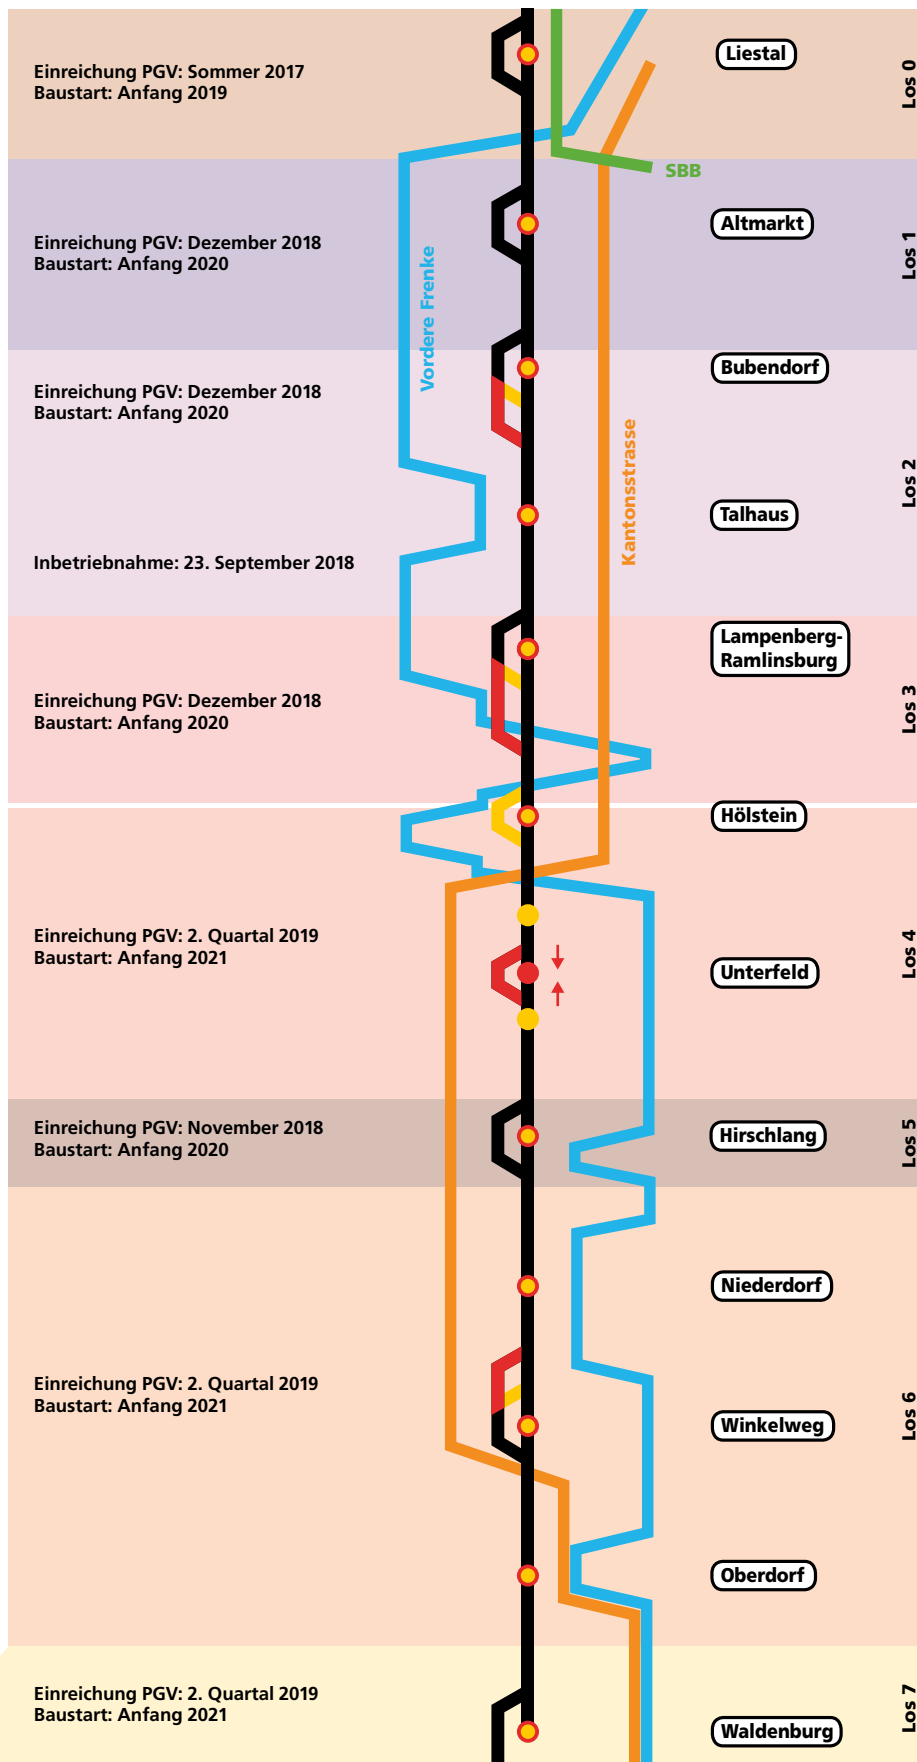 Liestal
Einreichung PGV: Sommer 2017
Baustart: Anfang 2019
Los 0
SBB
Altmarkt
Einreichung PGV: Dezember 2018
Baustart: Anfang 2020
Los 1
Vordere Frenke
Bubendorf
Einreichung PGV: Dezember 2018
Baustart: Anfang 2020
Kantonsstrasse
Los 2
Talhaus
Inbetriebnahme: 23. September 2018
Lampenberg-
Ramlinsburg
Einreichung PGV: Dezember 2018
Baustart: Anfang 2020
Los 3
Hölstein
Einreichung PGV: 2. Quartal 2019
Baustart: Anfang 2021
Los 4
Unterfeld
Einreichung PGV: November 2018
Baustart: Anfang 2020
Hirschlang
Los 5
Niederdorf
Einreichung PGV: 2. Quartal 2019
Baustart: Anfang 2021
Los 6
Winkelweg
Oberdorf
Einreichung PGV: 2. Quartal 2019
Baustart: Anfang 2021
Los 7
Waldenburg